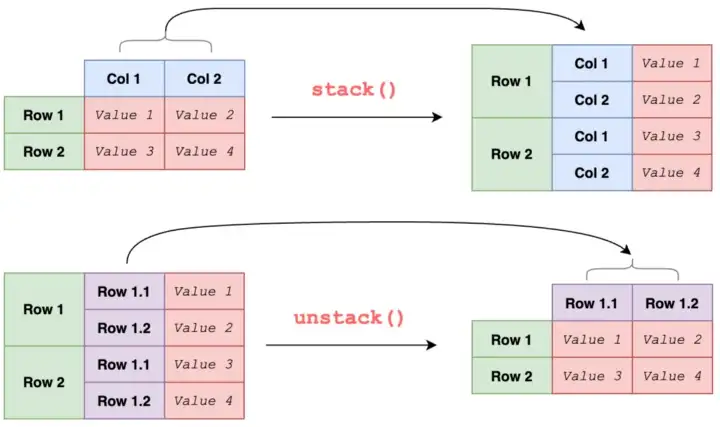 Col 1 Col 2
Row 1 Value 1 Value 2
Row 2 Value 3 Value 4
stack()
Row 1 Col 1 Value 1
Col 2 Value 2
Row 2 Col 1 Value 3
Col 2 Value 4
Row 1 Row 1.1 Value 1
Row 1.2 Value 2
Row 2 Row 1.1 Value 3
Row 1.2 Value 4
unstack()
Row 1.1 Row 1.2
Row 1 Value 1 Value 2
Row 2 Value 3 Value 4